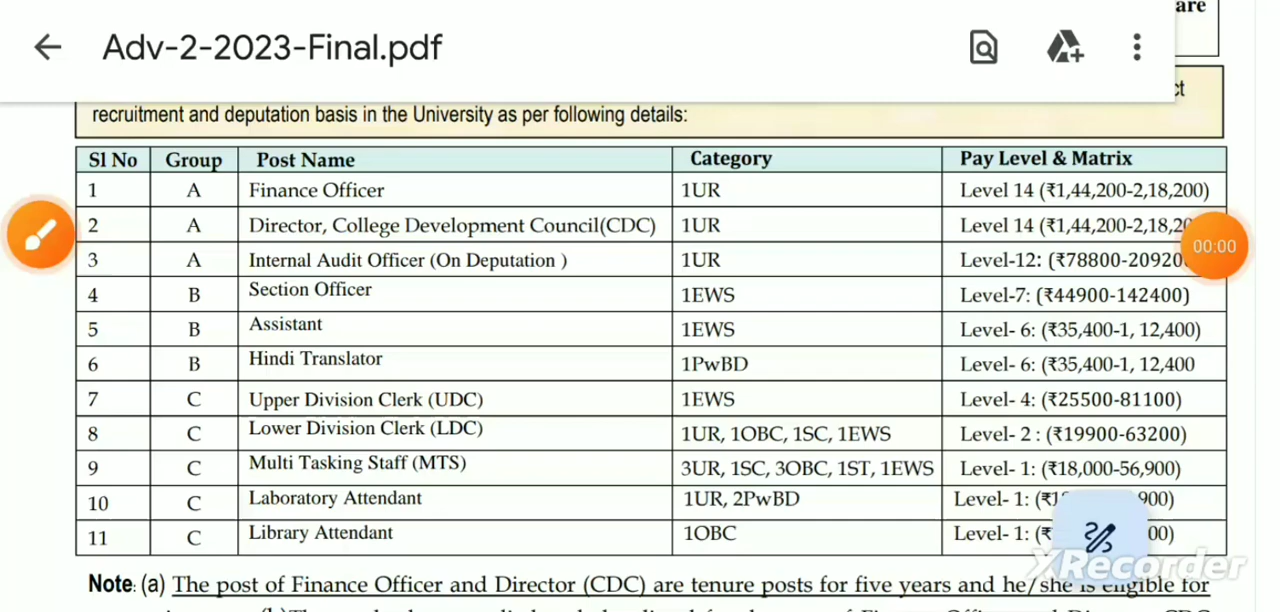 are
Adv-2-2023-Final.pdf
ct
recruitment and deputation basis in the University as per following details:
Sl No Group Post Name Category Pay Level & Matrix
1 A Finance Officer 1UR Level 14 (₹1,44,200-2,18,200)
2 A Director, College Development Council(CDC) 1UR Level 14 (₹1,44,200-2,18,20
3 A Internal Audit Officer (On Deputation ) 1UR Level-12: (₹78800-20920
00:00
4 B Section Officer 1EWS Level-7: (₹44900-142400)
5 B Assistant 1EWS Level- 6: (₹35,400-1, 12,400)
6 B Hindi Translator 1PwBD Level- 6: (₹35,400-1, 12,400
7 C Upper Division Clerk (UDC) 1EWS Level- 4: (₹25500-81100)
8 C Lower Division Clerk (LDC) 1UR, 1OBC, 1SC, 1EWS Level- 2 : (₹19900-63200)
9 C Multi Tasking Staff (MTS) 3UR, 1SC, 3OBC, 1ST, 1EWS Level- 1: (₹18,000-56,900)
10 C Laboratory Attendant 1UR, 2PwBD Level- 1: (₹1 900)
11 C Library Attendant 1OBC Level- 1: (₹ 00)
XRecorder
Note: (a) The post of Finance Officer and Director (CDC) are tenure posts for five years and he/she is eligible for